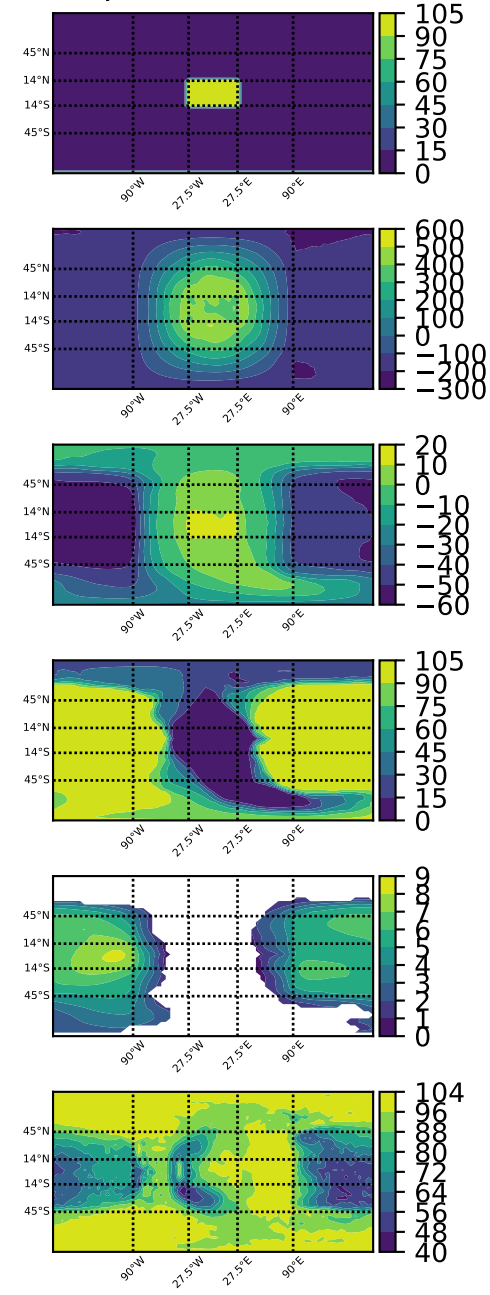 105
90
75
60
45
30
15
0
45°N
14°N
14°S
45°S
90°W
27.5°W
27.5°E
90°E
600
500
400
300
200
100
0
−100
−200
−300
45°N
14°N
14°S
45°S
90°W
27.5°W
27.5°E
90°E
20
10
0
−10
−20
−30
−40
−50
−60
45°N
14°N
14°S
45°S
90°W
27.5°W
27.5°E
90°E
105
90
75
60
45
30
15
0
45°N
14°N
14°S
45°S
90°W
27.5°W
27.5°E
90°E
9
8
7
6
5
4
3
2
1
0
45°N
14°N
14°S
45°S
90°W
27.5°W
27.5°E
90°E
104
96
88
80
72
64
56
48
40
45°N
14°N
14°S
45°S
90°W
27.5°W
27.5°E
90°E